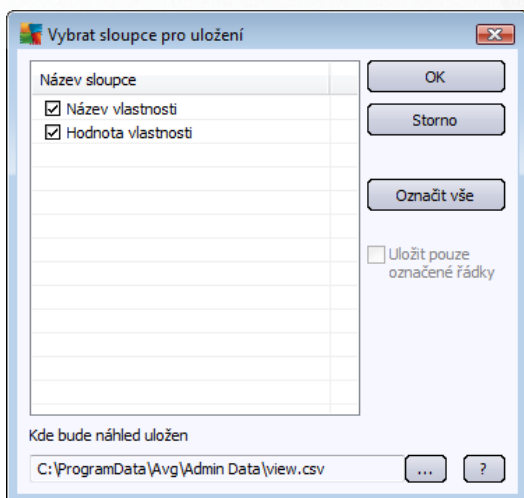 Vybrat sloupce pro uložení
Název sloupce
Název vlastnosti
Hodnota vlastnosti
OK
Storno
Označit vše
Uložit pouze
označené řádky
Kde bude náhled uložen
C:\ProgramData\Avg\Admin Data\view.csv
...
?